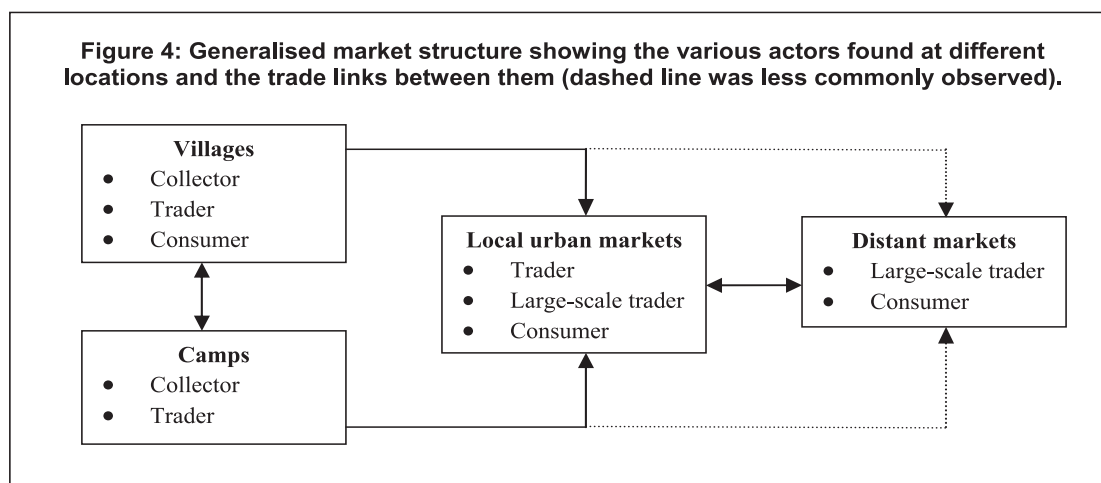 Figure 4: Generalised market structure showing the various actors found at different
locations and the trade links between them (dashed line was less commonly observed).
Villages
• Collector
• Trader
• Consumer
Camps
• Collector
• Trader
Local urban markets
• Trader
• Large-scale trader
• Consumer
Distant markets
• Large-scale trader
• Consumer